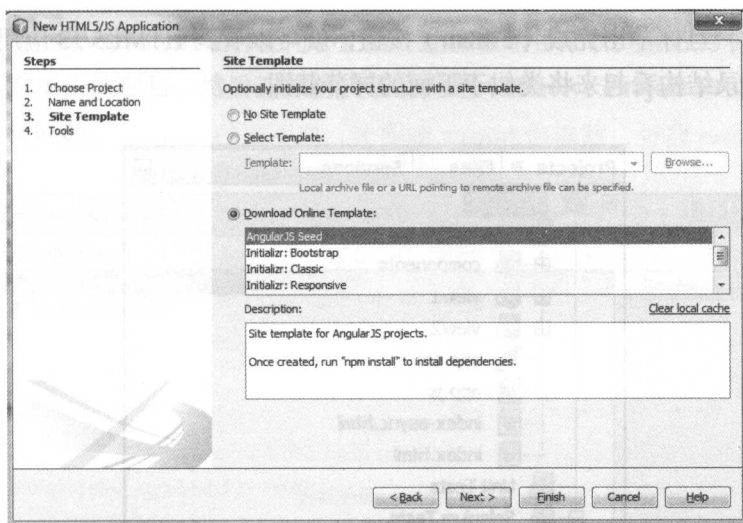 New HTML5/JS Application
Steps
1. Choose Project
2. Name and Location
3. Site Template
4. Tools
Site Template
Optionally initialize your project structure with a site template.
No Site Template
Select Template:
Template:
Browse...
Local archive file or a URL pointing to remote archive file can be specified.
Download Online Template:
AngularJS Seed
Initializr: Bootstrap
Initializr: Classic
Initializr: Responsive
Description:
Clear local cache
Site template for AngularJS projects.
Once created, run "npm install" to install dependencies.
< Back
Next >
Finish
Cancel
Help